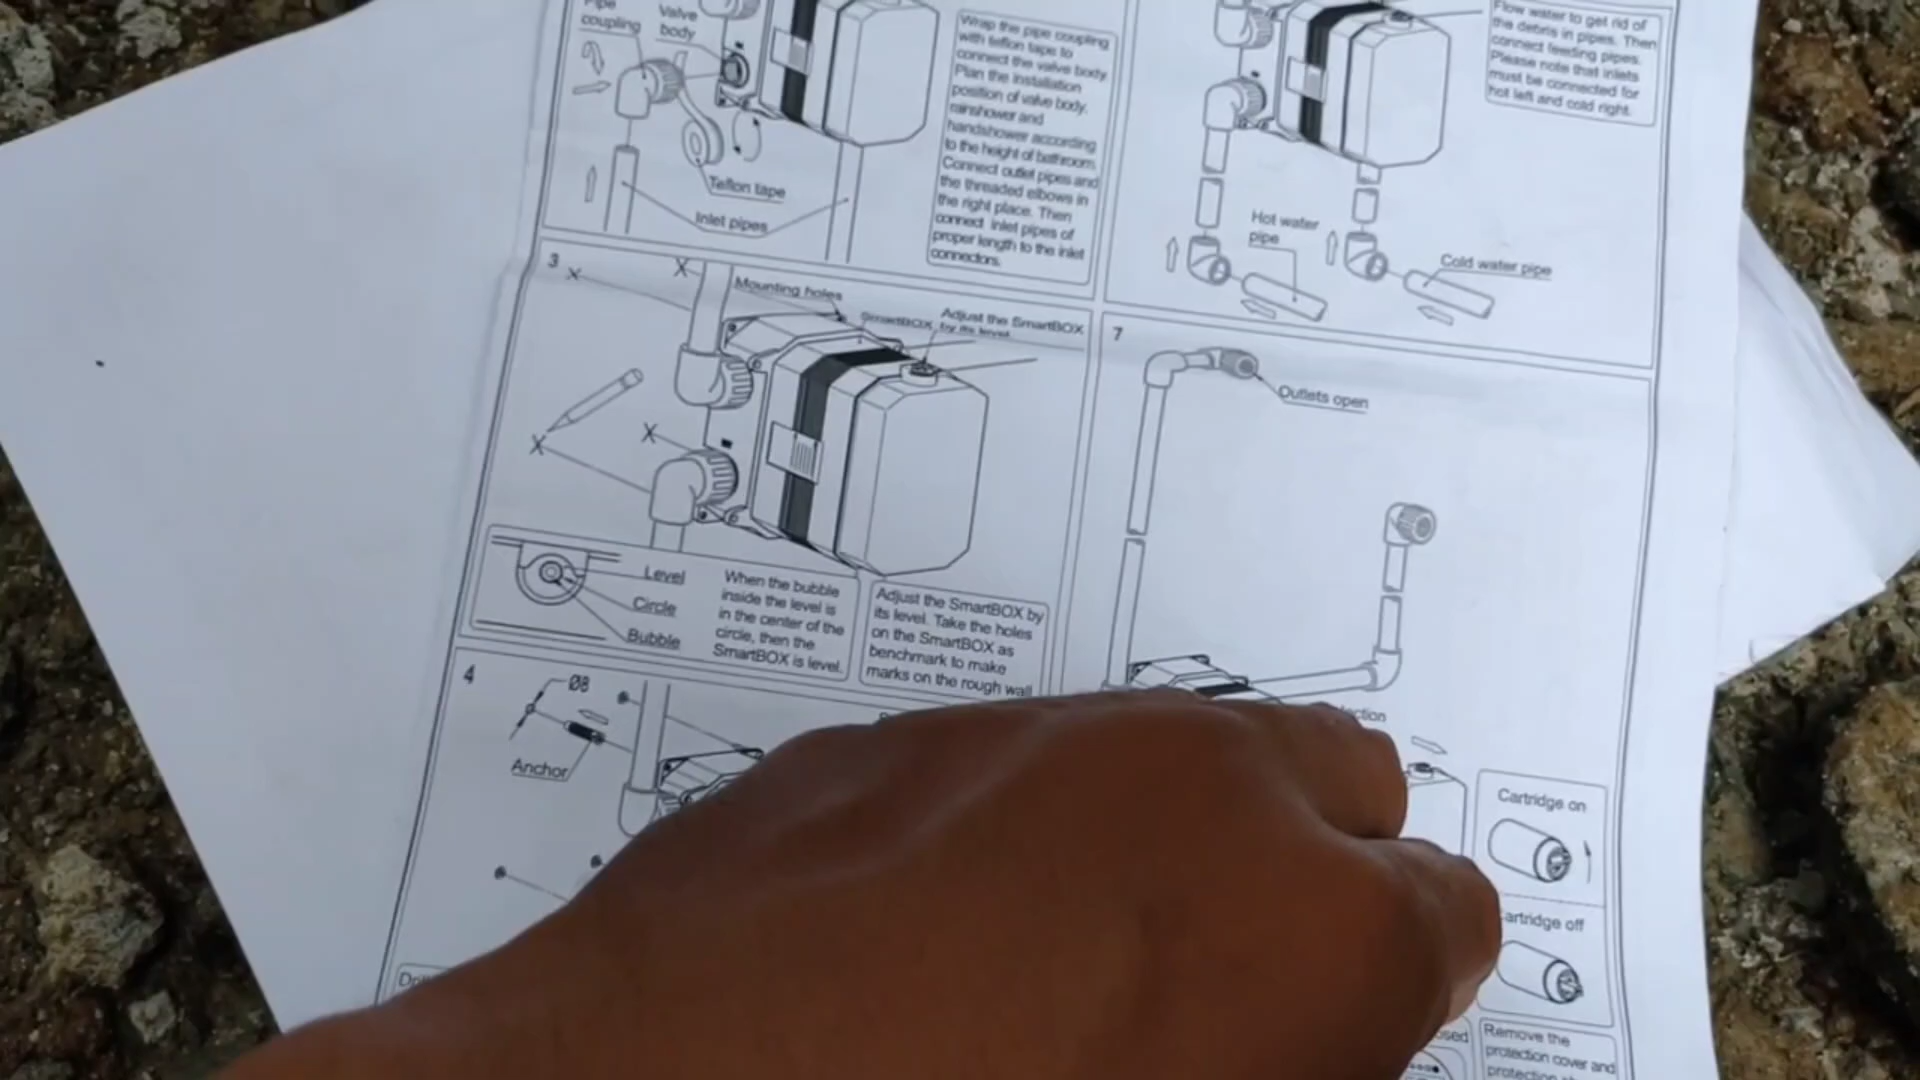 Pipe
coupling
Valve
body
Teflon tape
Inlet pipes
Wrap the pipe coupling
with teflon tape to
connect the valve body.
Plan the installation
position of valve body,
rainshower and
handshower according
to the height of bathroom.
Connect outlet pipes and
the threaded elbows in
the right place. Then
connect inlet pipes of
proper length to the inlet
connectors.
Flow water to get rid of
the debris in pipes. Then
connect feeding pipes.
Please note that inlets
must be connected for
hot left and cold right.
Hot water
pipe
Cold water pipe
3
Mounting holes
SmartBOX
Adjust the SmartBOX
for its level
Level
Circle
Bubble
When the bubble
inside the level is
in the center of the
circle, then the
SmartBOX is level.
Adjust the SmartBOX by
its level. Take the holes
on the SmartBOX as
benchmark to make
marks on the rough wall
4
Ø8
Anchor
7
Outlets open
Cartridge on
Cartridge off
Remove the
protection cover and
protection